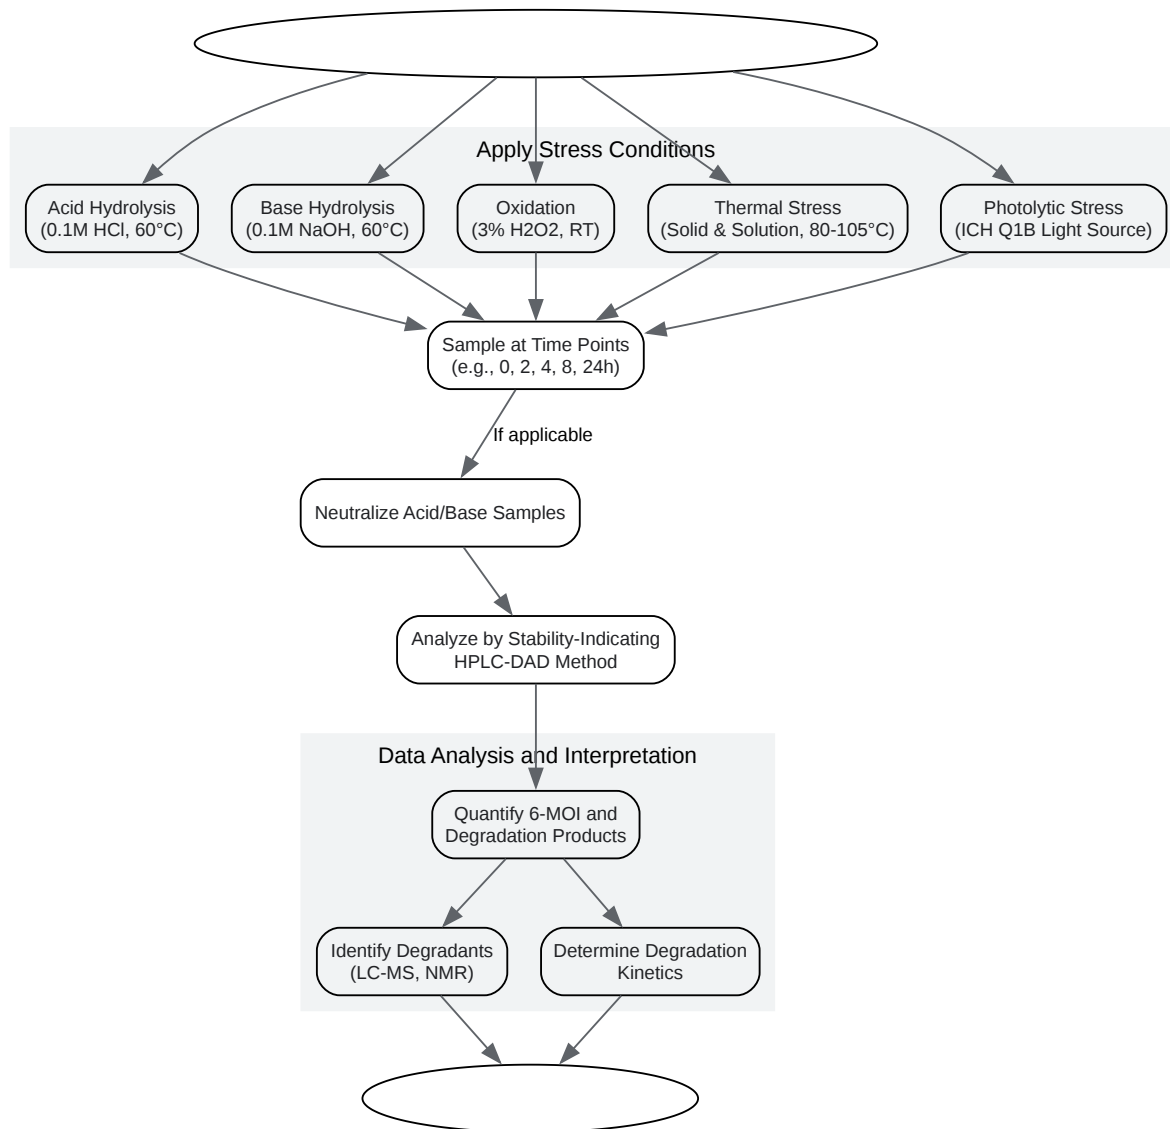 Apply Stress Conditions
Acid Hydrolysis
(0.1M HCl, 60°C)
Base Hydrolysis
(0.1M NaOH, 60°C)
Oxidation
(3% H2O2, RT)
Thermal Stress
(Solid & Solution, 80-105°C)
Photolytic Stress
(ICH Q1B Light Source)
Sample at Time Points
(e.g., 0, 2, 4, 8, 24h)
If applicable
Neutralize Acid/Base Samples
Analyze by Stability-Indicating
HPLC-DAD Method
Data Analysis and Interpretation
Quantify 6-MOI and
Degradation Products
Identify Degradants
(LC-MS, NMR)
Determine Degradation
Kinetics